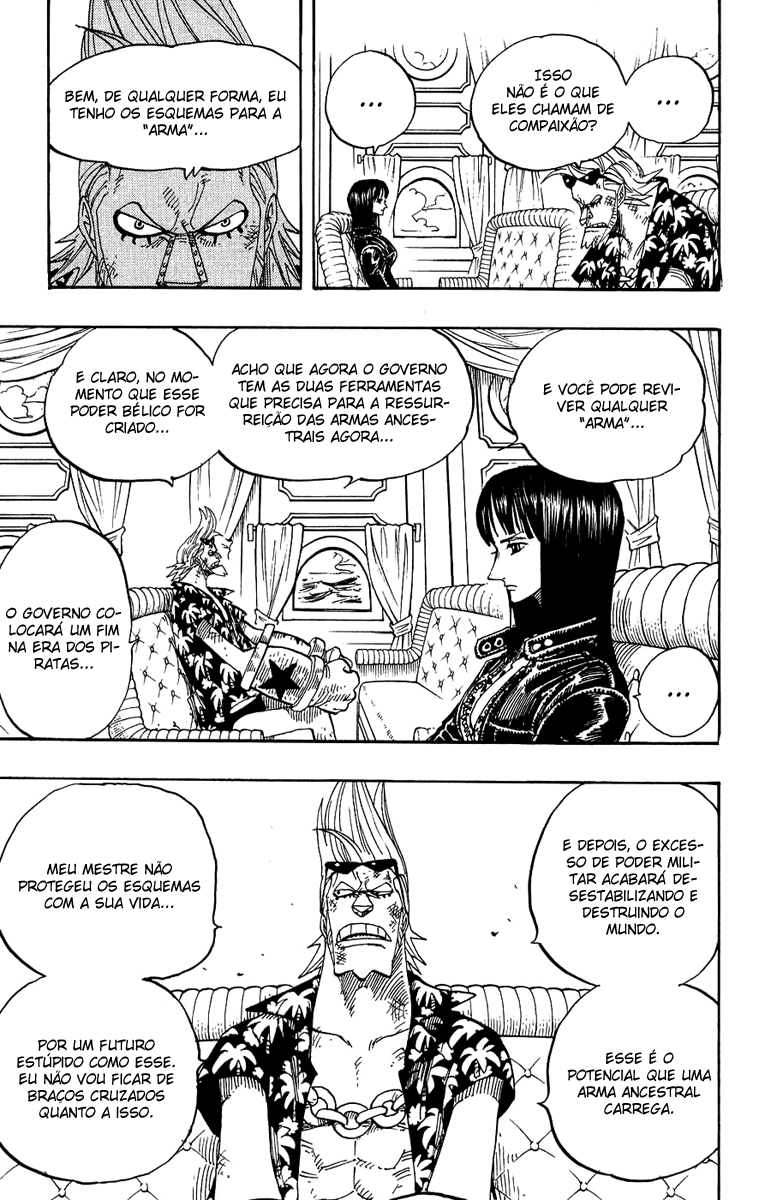 ...
ISSO
NÃO É O QUE
ELES CHAMAM DE
COMPAIXÃO?
...
BEM, DE QUALQUER FORMA, EU
TENHO OS ESQUEMAS PARA A
"ARMA"...
E VOCÊ PODE REVI-
VER QUALQUER
"ARMA"...
ACHO QUE AGORA O GOVERNO
TEM AS DUAS FERRAMENTAS
QUE PRECISA PARA A RESSUR-
REIÇÃO DAS ARMAS ANCES-
TRAIS AGORA...
E CLARO, NO MO-
MENTO QUE ESSE
PODER BÉLICO FOR
CRIADO...
...
O GOVERNO CO-
LOCARÁ UM FIM
NA ERA DOS PI-
RATAS...
E DEPOIS, O EXCES-
SO DE PODER MILI-
TAR ACABARÁ DE-
SESTABILIZANDO E
DESTRUINDO O
MUNDO.
ESSE É O
POTENCIAL QUE UMA
ARMA ANCESTRAL
CARREGA.
MEU MESTRE NÃO
PROTEGEU OS ESQUEMAS
COM A SUA VIDA...
POR UM FUTURO
ESTÚPIDO COMO ESSE.
EU NÃO VOU FICAR DE
BRAÇOS CRUZADOS
QUANTO A ISSO.